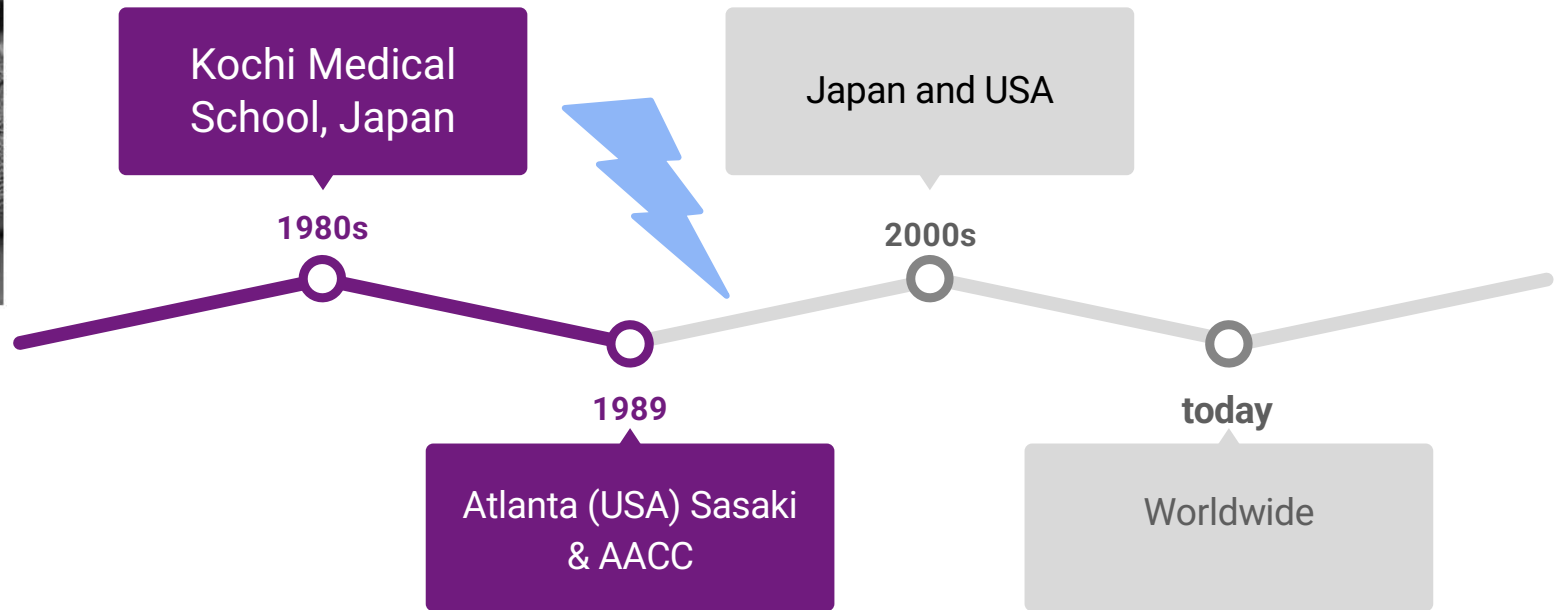 Kochi Medical
School, Japan
1980s
Japan and USA
2000s
1989
Atlanta (USA) Sasaki
& AACC
today
Worldwide